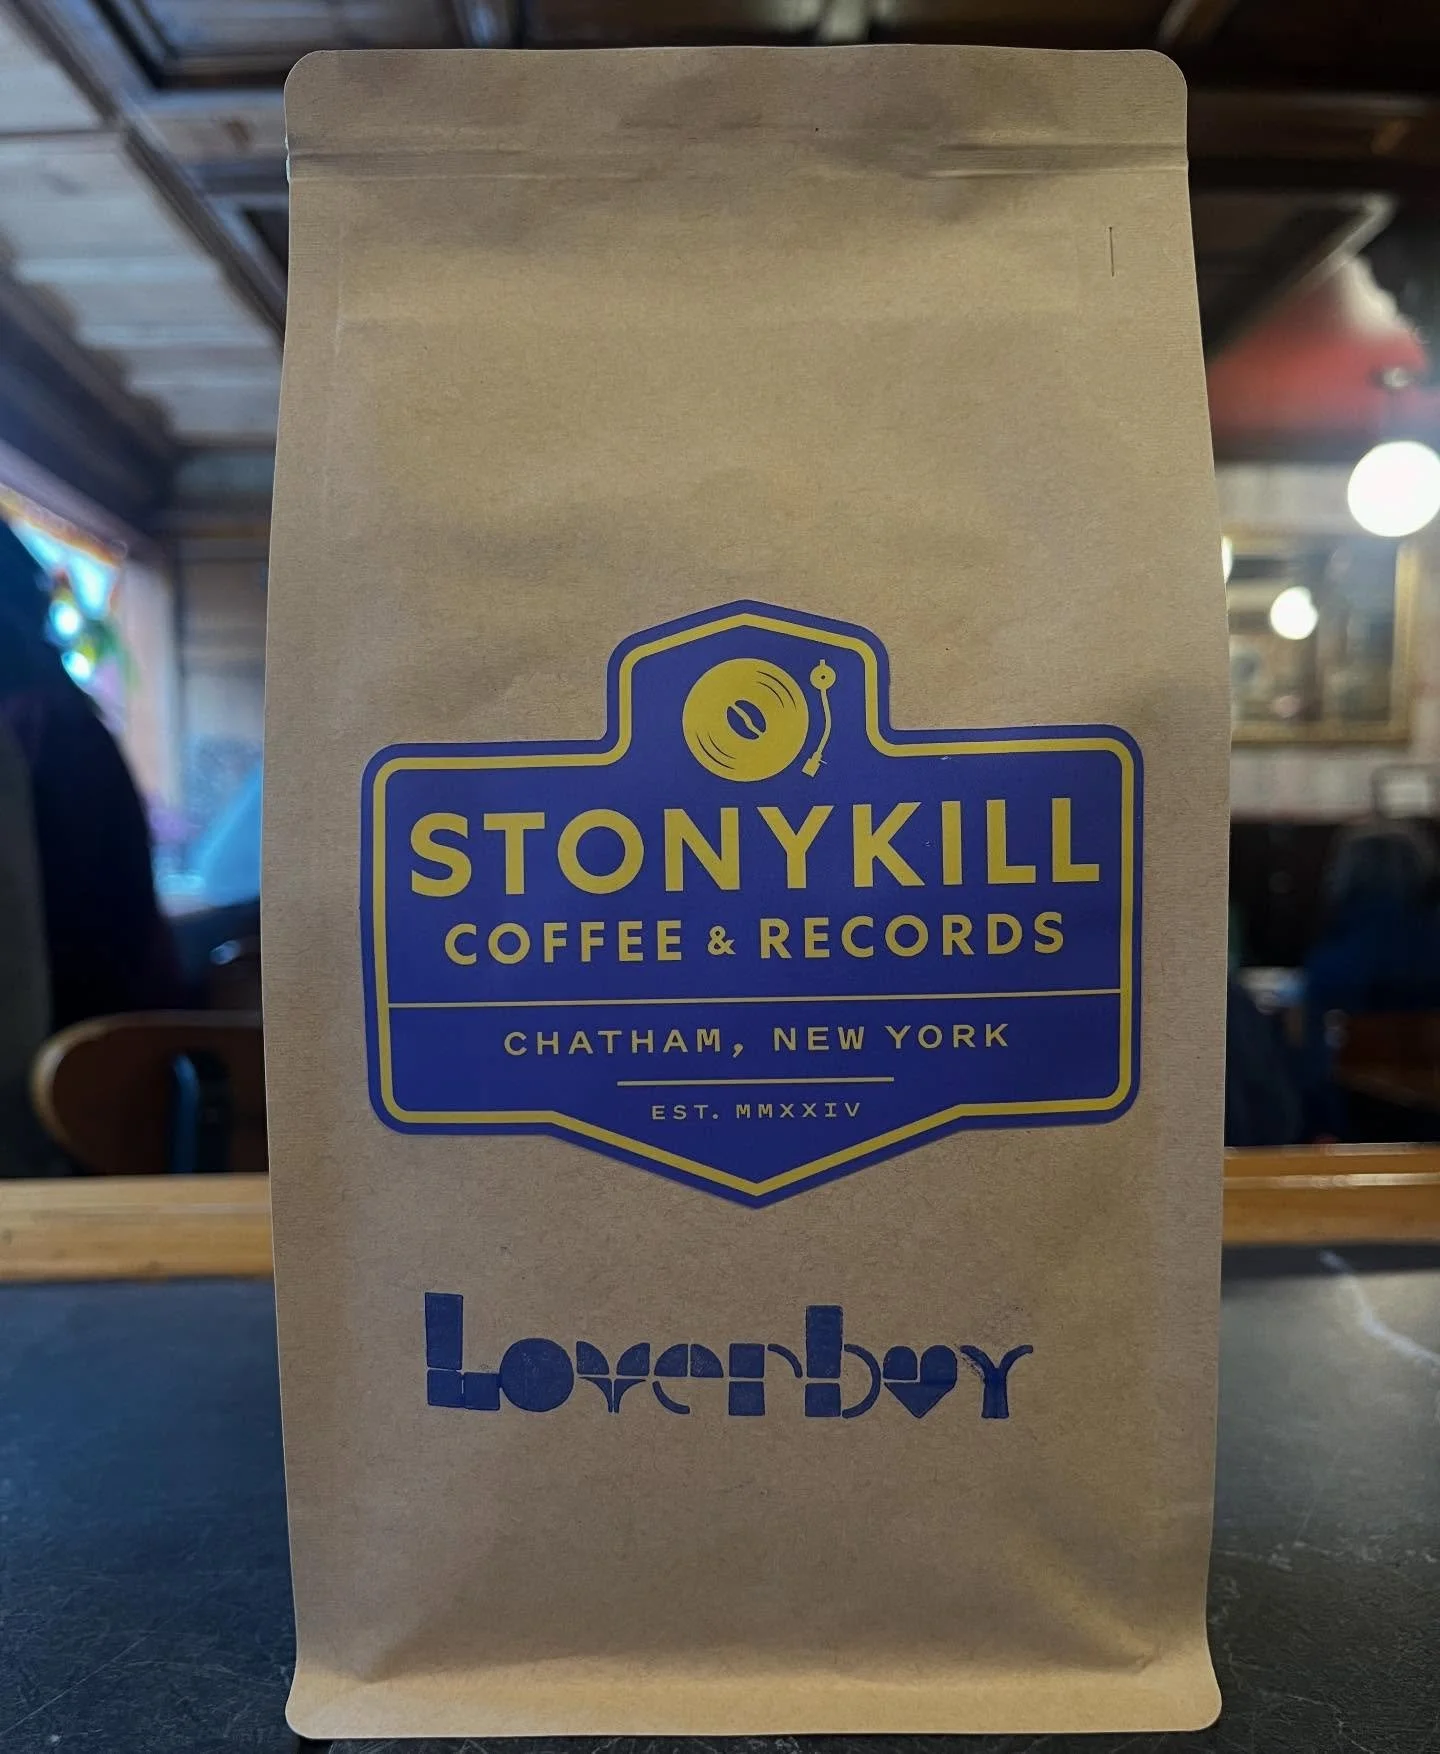 STONYKILL
COFFEE & RECORDS
CHATHAM, NEW YORK
EST. MMXXIV
Loverboy